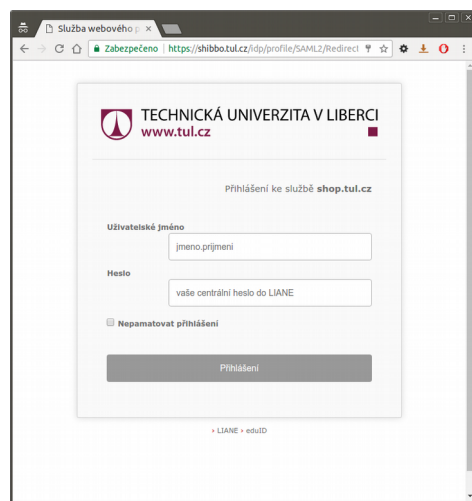 Služba webového p
Zabezpečeno https://shibbo.tul.cz/idp/profile/SAML2/Redirect
TECHNICKÁ UNIVERZITA V LIBERCI
www.tul.cz
Přihlášení ke službě shop.tul.cz
Uživatelské jméno
jmeno.prijmeni
Heslo
vaše centrální heslo do LIANE
Nepamatovat přihlášení
Přihlášení
› LIANE › eduID